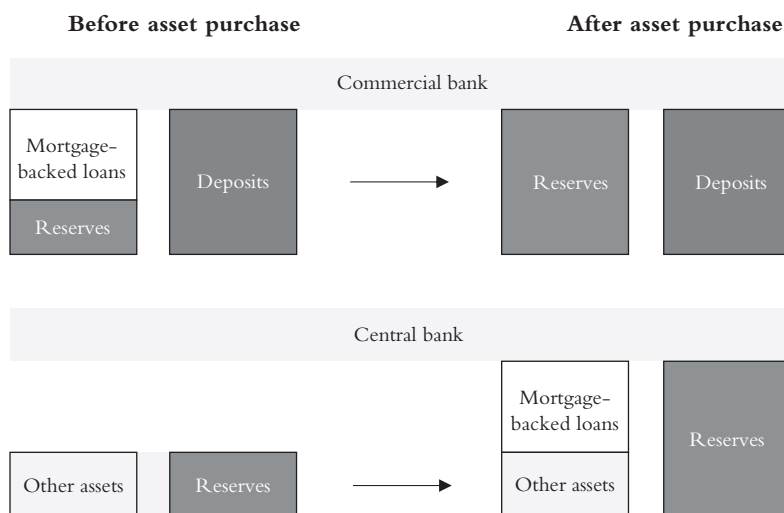 Before asset purchase
After asset purchase
Commercial bank
Mortgage-
backed loans
Reserves
Deposits
Reserves
Deposits
Central bank
Other assets
Reserves
Mortgage-
backed loans
Other assets
Reserves